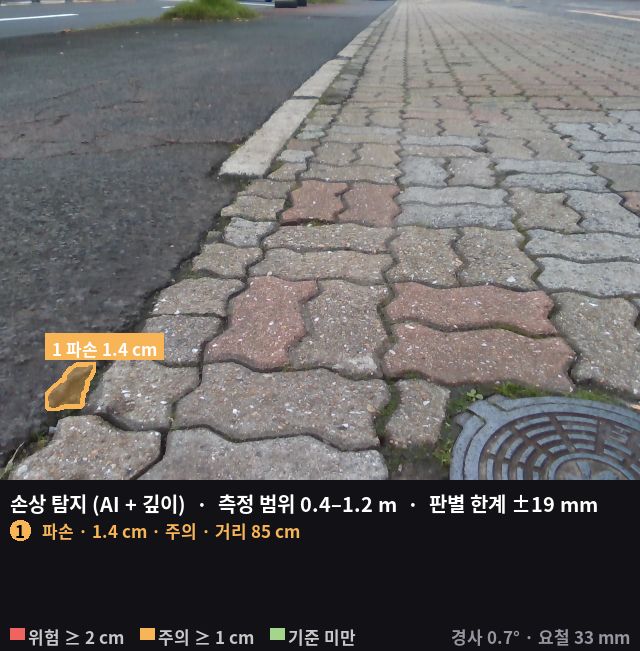 1 파손 1.4 cm
손상 탐지 (AI + 깊이) · 측정 범위 0.4–1.2 m · 판별 한계 ±19 mm
1 파손 · 1.4 cm · 주의 · 거리 85 cm
위험 ≥ 2 cm 주의 ≥ 1 cm 기준 미만 경사 0.7° · 요철 33 mm